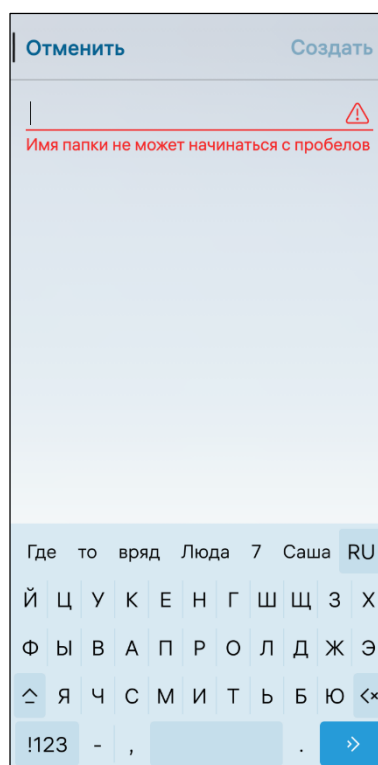 Отменить Создать
Имя папки не может начинаться с пробелов
Где то вряд Люда 7 Саша RU
Й Ц У К Е Н Г Ш Щ З Х
Ф Ы В А П Р О Л Д Ж Э
Я Ч С М И Т Ь Б Ю
!123 - , .